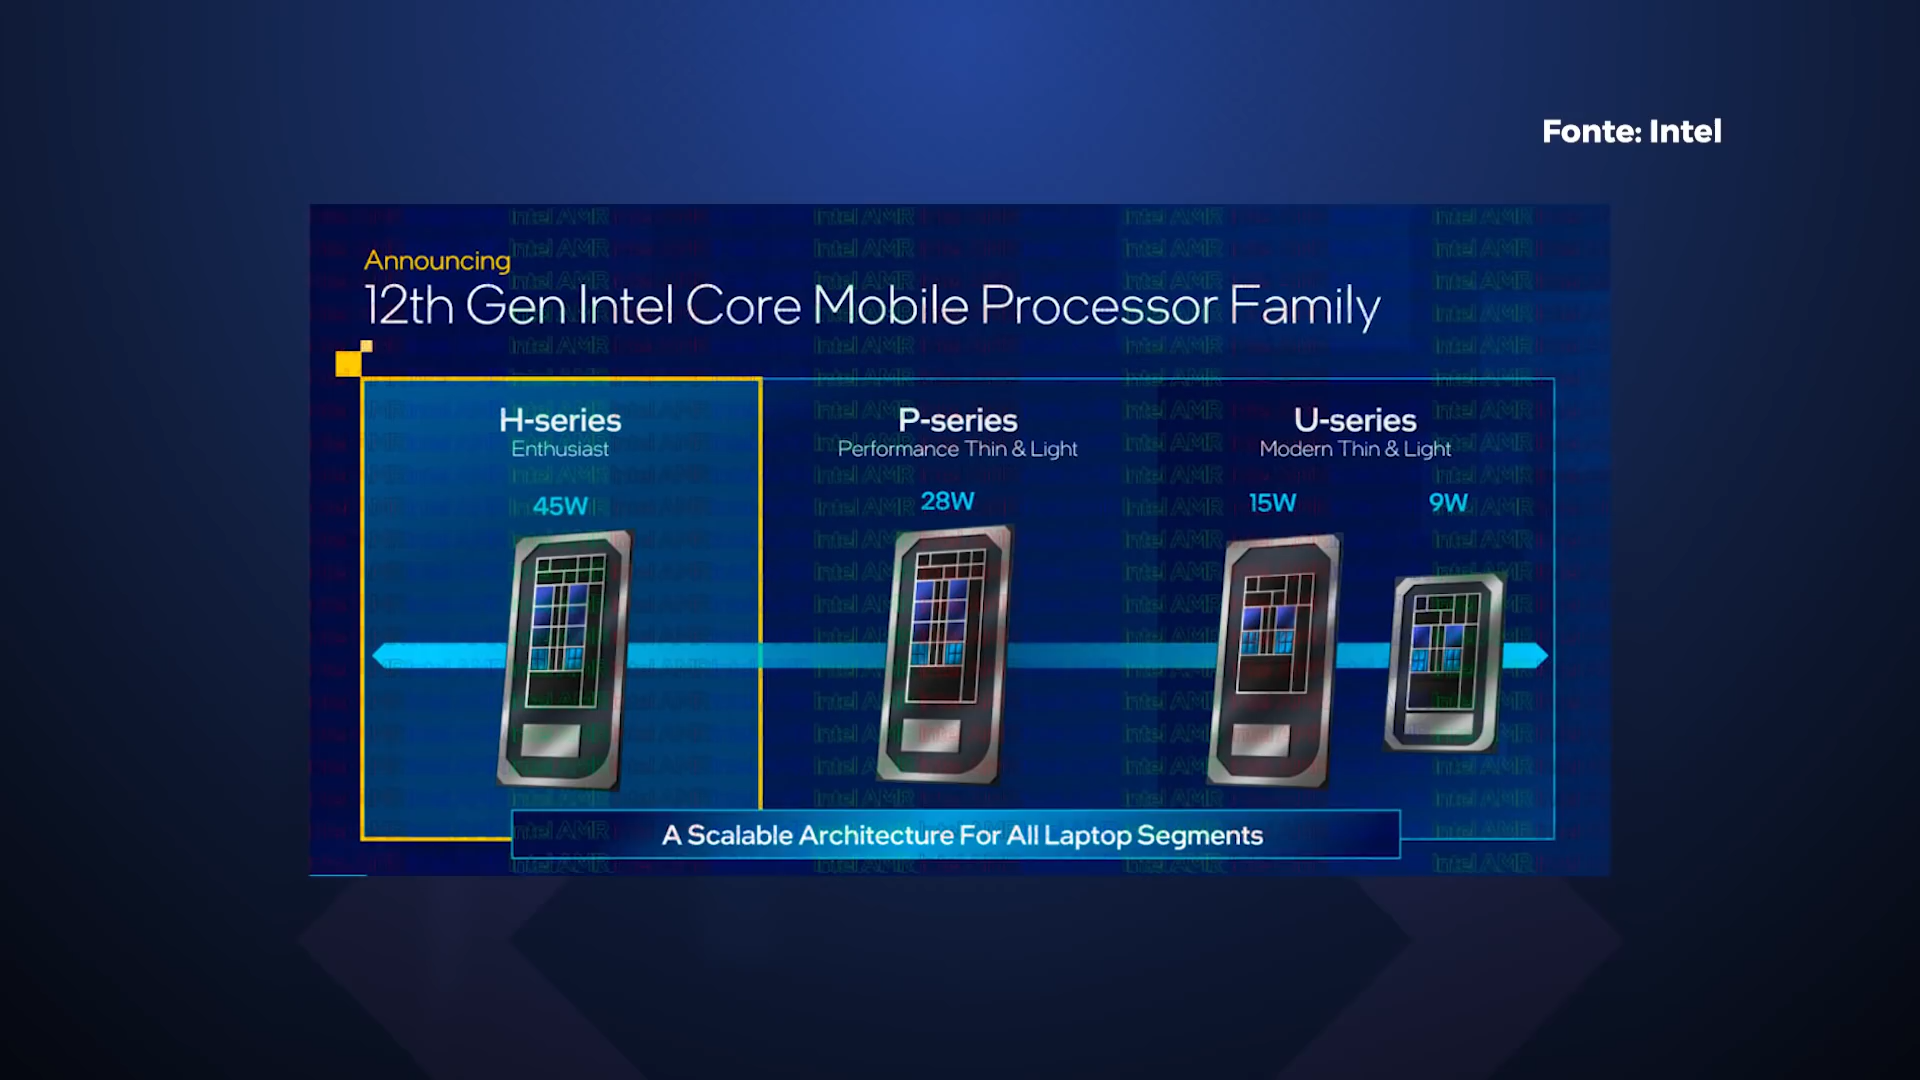 Fonte: Intel
Announcing
12th Gen Intel Core Mobile Processor Family
H-series
Enthusiast
45W
P-series
Performance Thin & Light
28W
U-series
Modern Thin & Light
15W
9W
A Scalable Architecture For All Laptop Segments